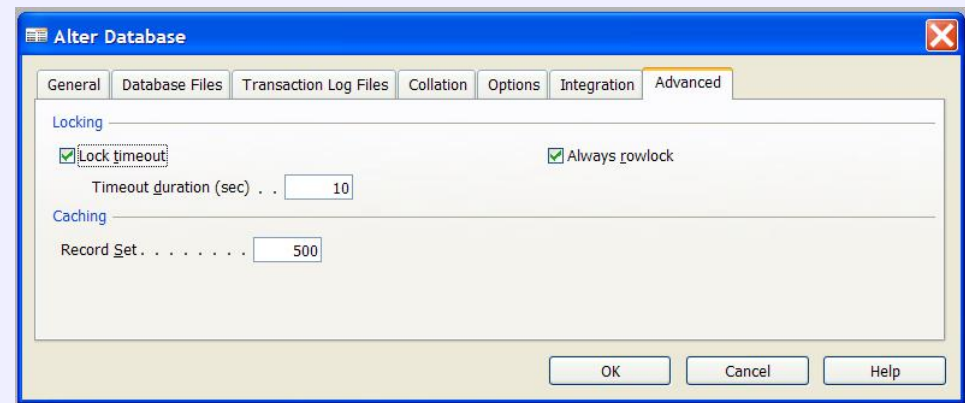 Alter Database
General Database Files Transaction Log Files Collation Options Integration Advanced
Locking
Lock timeout Always rowlock
Timeout duration (sec) . . 10
Caching
Record Set. . . . . . . . 500
OK Cancel Help